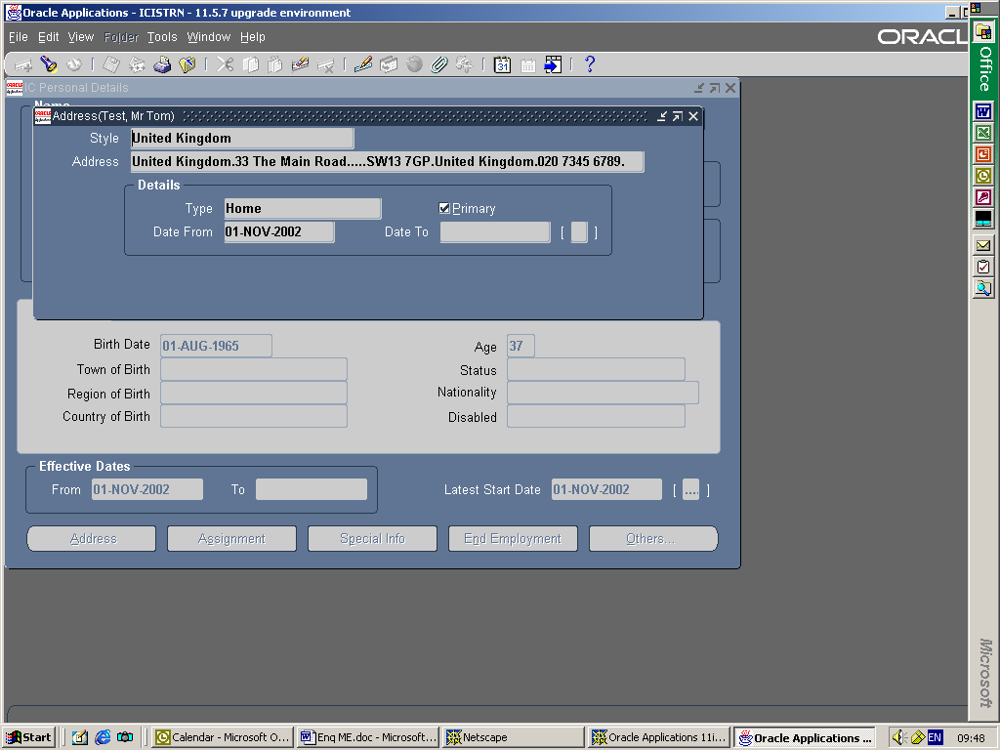 Oracle Applications - ICISTRN - 11.5.7 upgrade environment
File Edit View Folder Tools Window Help
ORACL
C Personal Details
Name
Address(Test, Mr Tom)
Style United Kingdom
Address United Kingdom.33 The Main Road.....SW13 7GP.United Kingdom.020 7345 6789.
Details
Type Home Primary
Date From 01-NOV-2002 Date To [ ]
Birth Date 01-AUG-1965 Age 37
Town of Birth Status
Region of Birth Nationality
Country of Birth Disabled
Effective Dates
From 01-NOV-2002 To Latest Start Date 01-NOV-2002 [ .... ]
Address Assignment Special Info End Employment Others...
Office
Microsoft
Start Calendar - Microsoft O... Eng ME.doc - Microsoft... Netscape Oracle Applications 11i... Oracle Applications ... EN 09:48